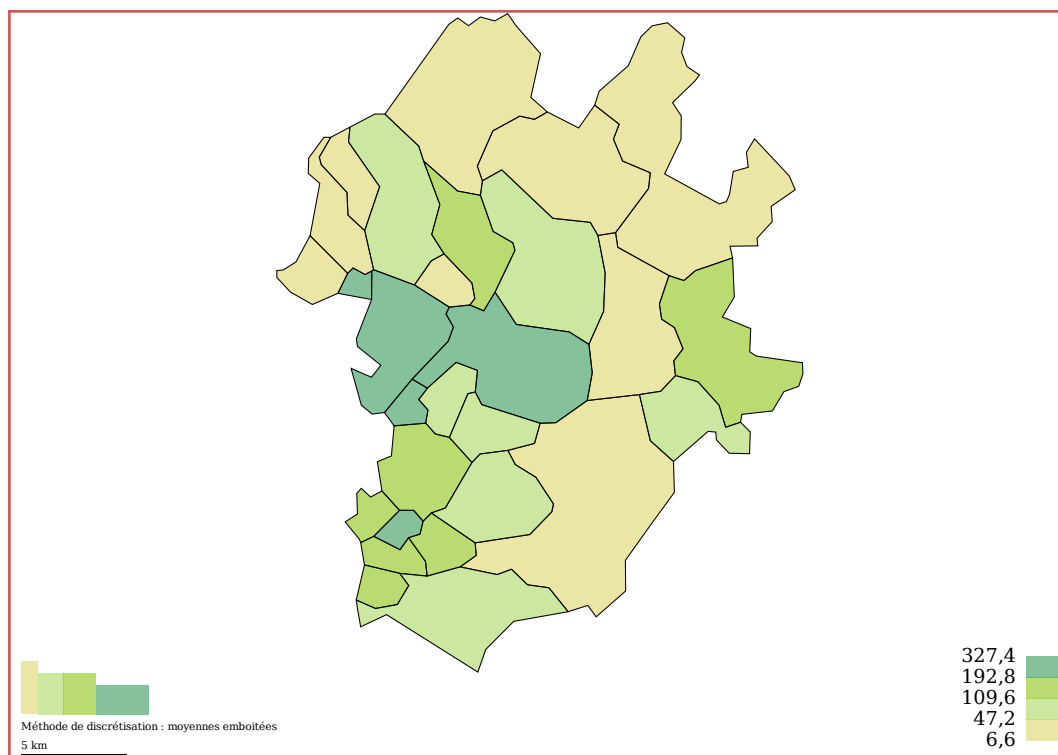 327,4
192,8
109,6
47,2
6,6
Méthode de discrétisation : moyennes emboitées
5 km